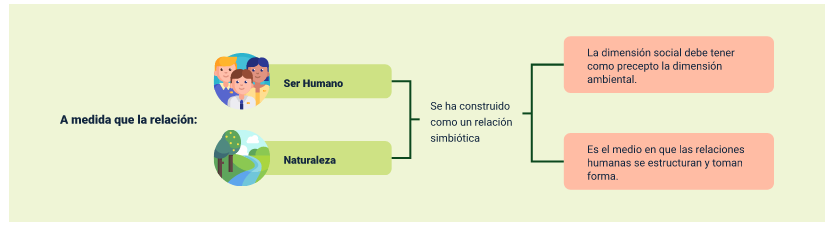 A medida que la relación:
Ser Humano
Naturaleza
Se ha construido
como un relación
simbiótica
La dimensión social debe tener
como precepto la dimensión
ambiental.
Es el medio en que las relaciones
humanas se estructuran y toman
forma.